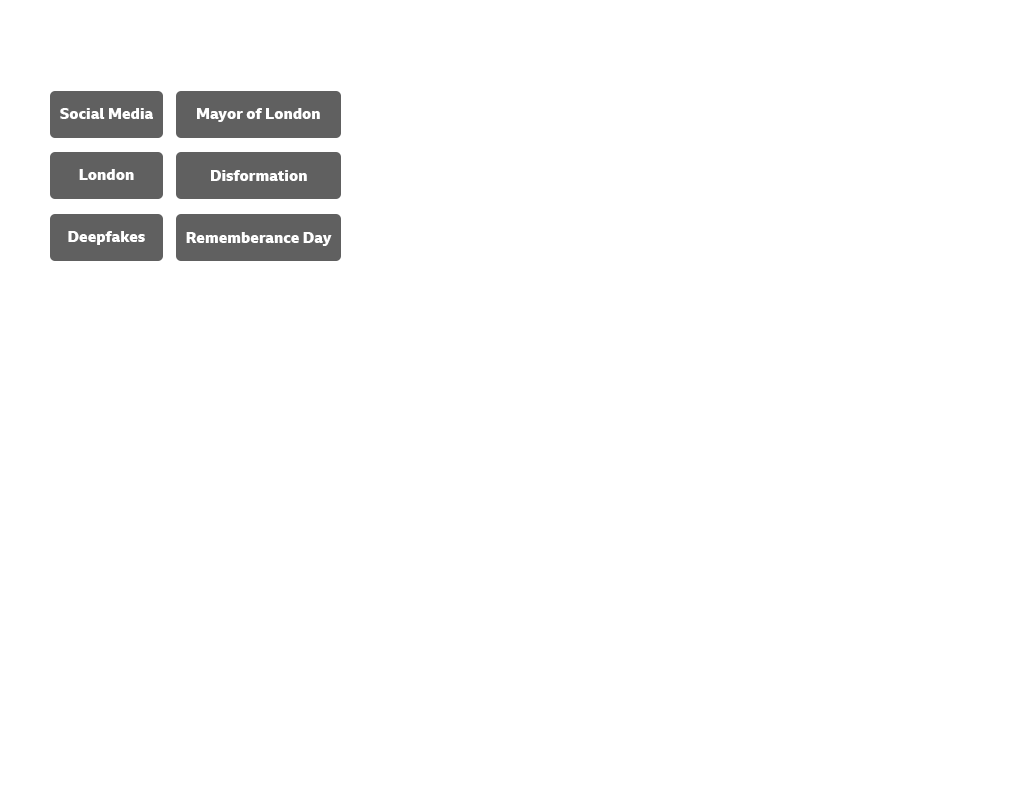 Social Media
Mayor of London
London
Disformation
Deepfakes
Rememberance Day